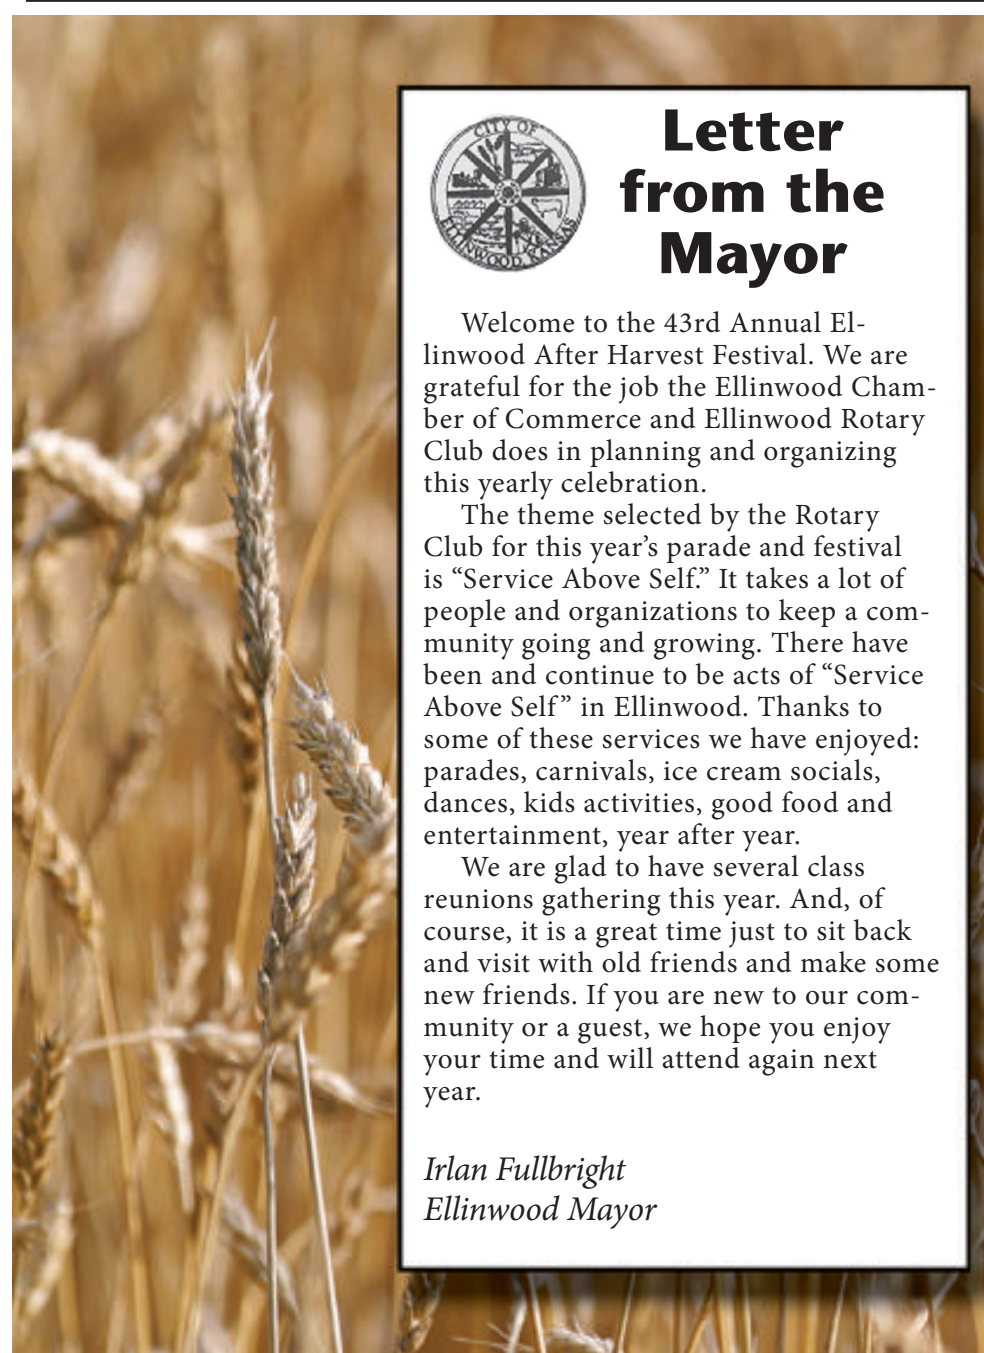 CITY OF
ELLINWOOD, KANSAS
Letter
from the
Mayor
Welcome to the 43rd Annual El-
linwood After Harvest Festival. We are
grateful for the job the Ellinwood Cham-
ber of Commerce and Ellinwood Rotary
Club does in planning and organizing
this yearly celebration.
The theme selected by the Rotary
Club for this year’s parade and festival
is “Service Above Self.” It takes a lot of
people and organizations to keep a com-
munity going and growing. There have
been and continue to be acts of “Service
Above Self” in Ellinwood. Thanks to
some of these services we have enjoyed:
parades, carnivals, ice cream socials,
dances, kids activities, good food and
entertainment, year after year.
We are glad to have several class
reunions gathering this year. And, of
course, it is a great time just to sit back
and visit with old friends and make some
new friends. If you are new to our com-
munity or a guest, we hope you enjoy
your time and will attend again next
year.
Irlan Fullbright
Ellinwood Mayor